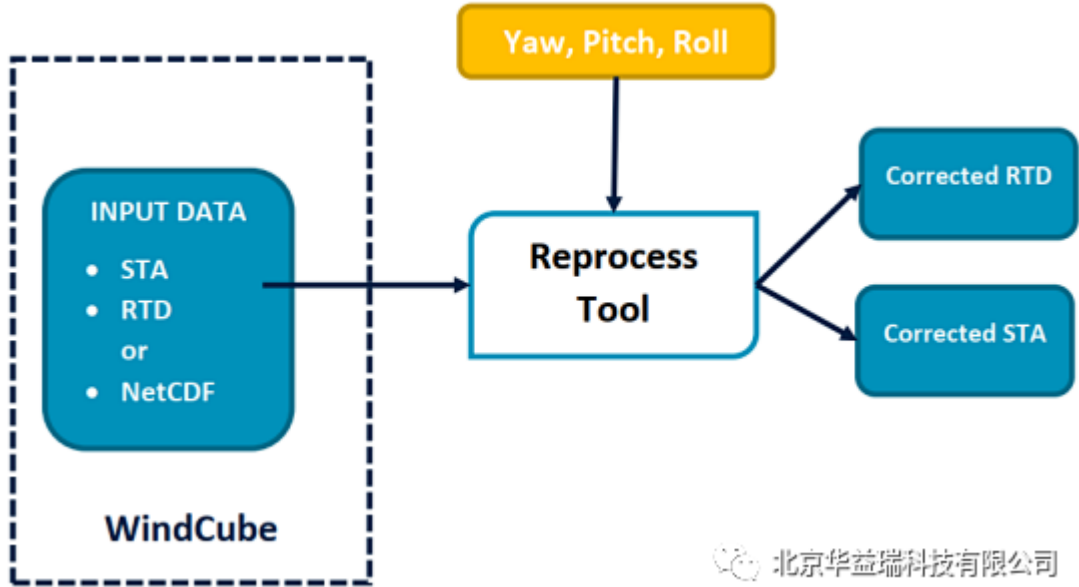 Yaw, Pitch, Roll
INPUT DATA
• STA
• RTD
or
• NetCDF
WindCube
Reprocess
Tool
Corrected RTD
Corrected STA
北京华益瑞科技有限公司